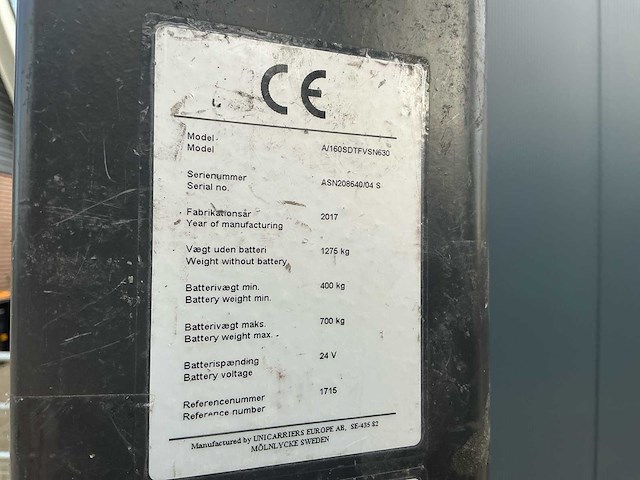 CE
Model
Model A/160SDTFVSN630
Serienummer
Serial no. ASN208640/04 S
Fabrikationsår 2017
Year of manufacturing
Vægt uden batteri 1275 kg
Weight without battery
Batterivægt min. 400 kg
Battery weight min.
Batterivægt maks. 700 kg
Battery weight max.
Batterispænding 24 V
Battery voltage
Referencenummer 1715
Reference number
Manufactured by UNICARRIERS EUROPE AB, SE-435 82
MÖLNLYCKE SWEDEN